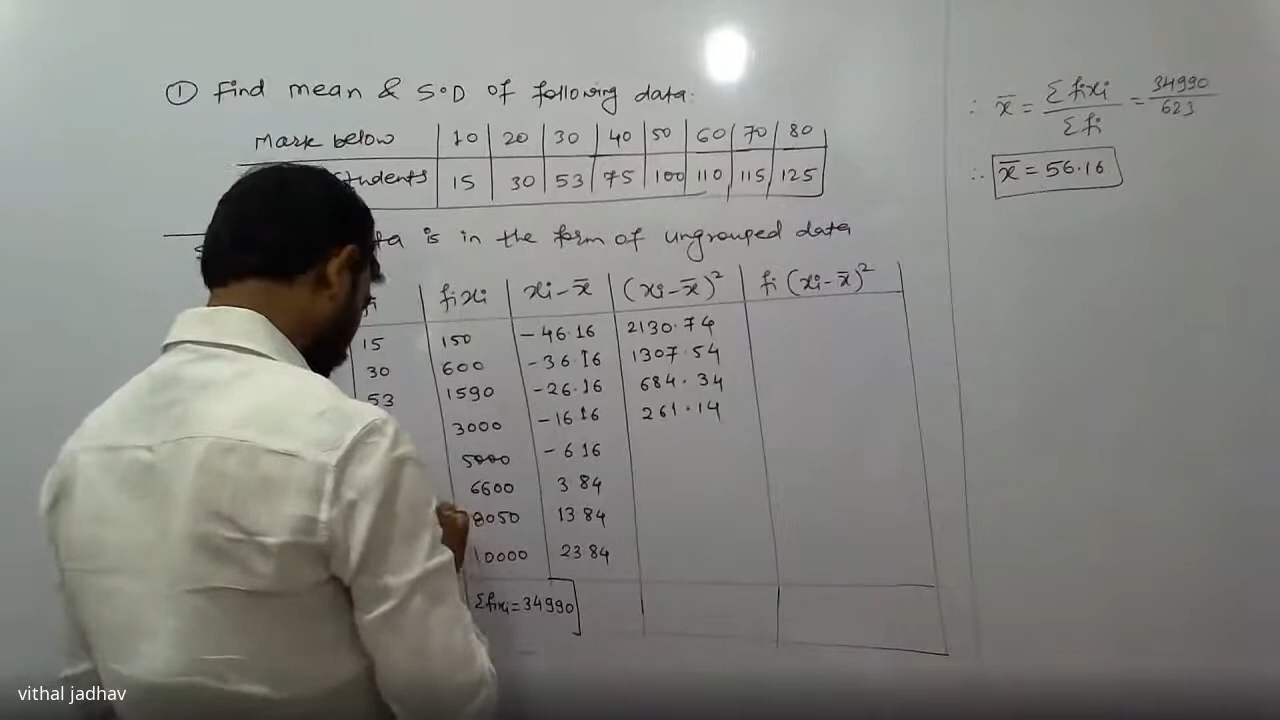 ① Find mean & S.D of following data:
Mark below 10 20 30 40 50 60 70 80
Students 15 30 53 75 100 110 115 125
is in the form of ungrouped data
fi fixi xi-x̄ (xi-x̄)² fi (xi-x̄)²
15 150 -46.16 2130.74
30 600 -36.16 1307.54
53 1590 -26.16 684.34
3000 -16.16 261.14
5000 -6.16
6600 3.84
8050 13.84
10000 23.84
Σfixi=34990
∴ x̄ = Σfixi / Σfi = 34990 / 623
∴ x̄ = 56.16
vithal jadhav